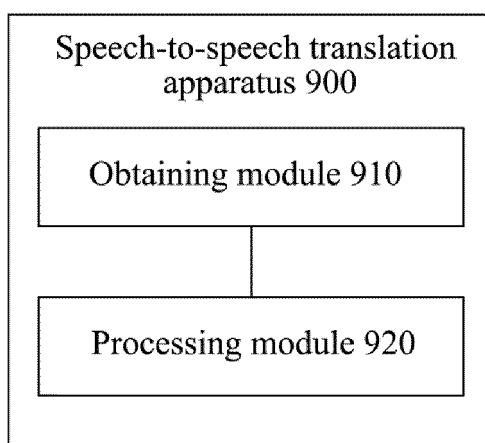 Speech-to-speech translation
apparatus 900
Obtaining module 910
Processing module 920